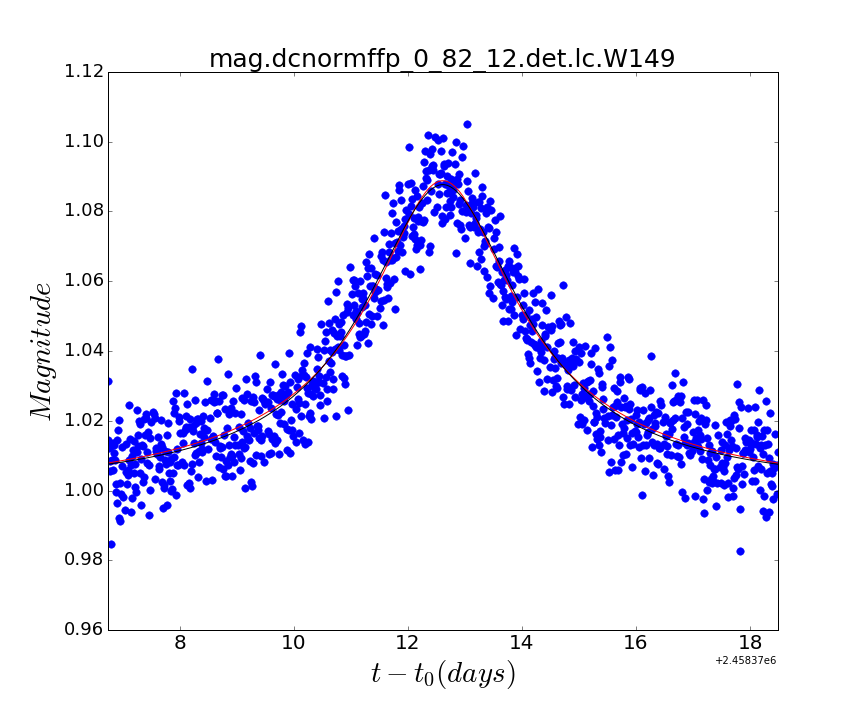 mag.dcnormffp_0_82_12.det.lc.W149
1.12
1.10
1.08
1.06
1.04
1.02
1.00
0.98
0.96
Magnitude
8 10 12 14 16 18
+2.45837e6
t − t₀(days)